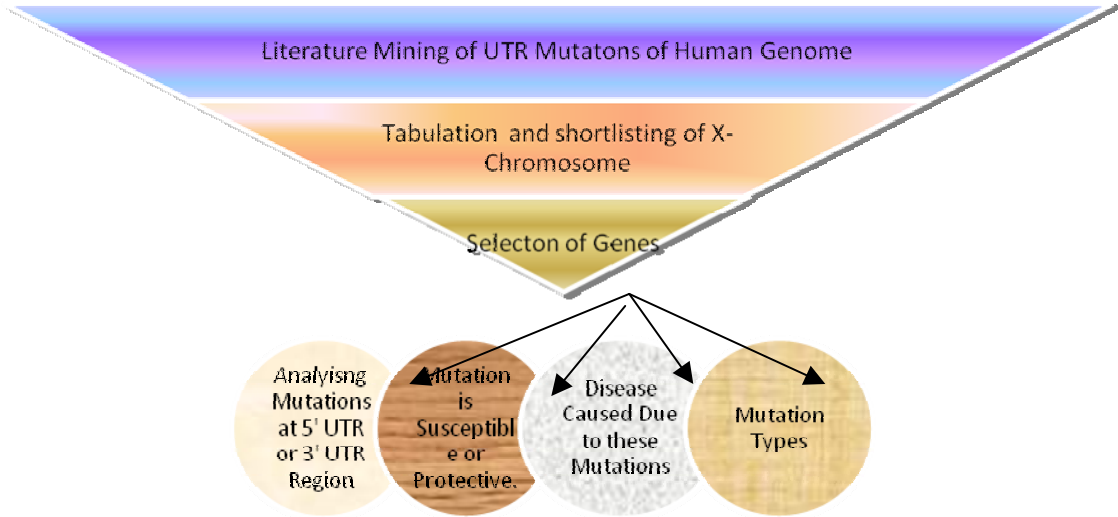 Literature Mining of UTR Mutatons of Human Genome
Tabulation and shortlisting of X-
Chromosome
Selecton of Genes
Analyisng
Mutations
at 5' UTR
or 3' UTR
Region
Mutation
is
Susceptibl
e or
Protective.
Disease
Caused Due
to these
Mutations
Mutation
Types